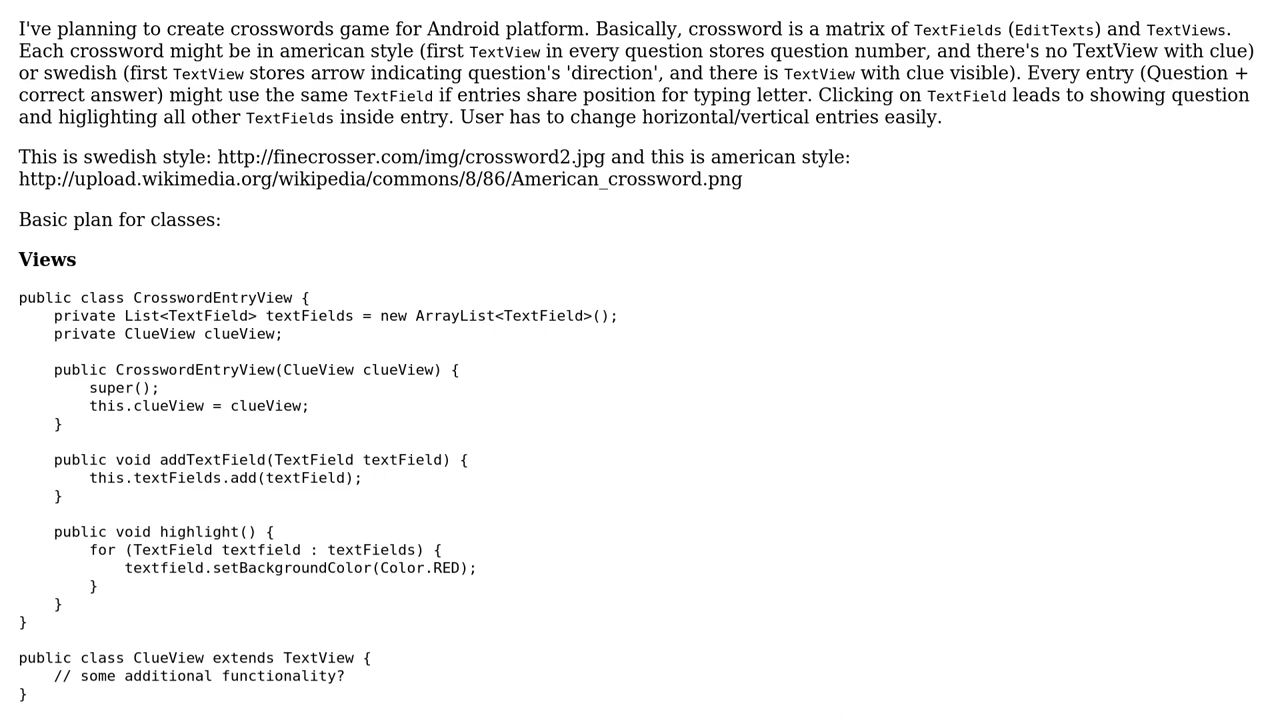 I've planning to create crosswords game for Android platform. Basically, crossword is a matrix of TextFields (EditTexts) and TextViews.
Each crossword might be in american style (first TextView in every question stores question number, and there's no TextView with clue)
or swedish (first TextView stores arrow indicating question's 'direction', and there is TextView with clue visible). Every entry (Question +
correct answer) might use the same TextField if entries share position for typing letter. Clicking on TextField leads to showing question
and higlighting all other TextFields inside entry. User has to change horizontal/vertical entries easily.
This is swedish style: http://finecrosser.com/img/crossword2.jpg and this is american style:
http://upload.wikimedia.org/wikipedia/commons/8/86/American_crossword.png
Basic plan for classes:
Views
public class CrosswordEntryView {
    private List<TextField> textFields = new ArrayList<TextField>();
    private ClueView clueView;
    public CrosswordEntryView(ClueView clueView) {
        super();
        this.clueView = clueView;
    }
    public void addTextField(TextField textField) {
        this.textFields.add(textField);
    }
    public void highlight() {
        for (TextField textfield : textFields) {
            textfield.setBackgroundColor(Color.RED);
        }
    }
}
public class ClueView extends TextView {
    // some additional functionality?
}